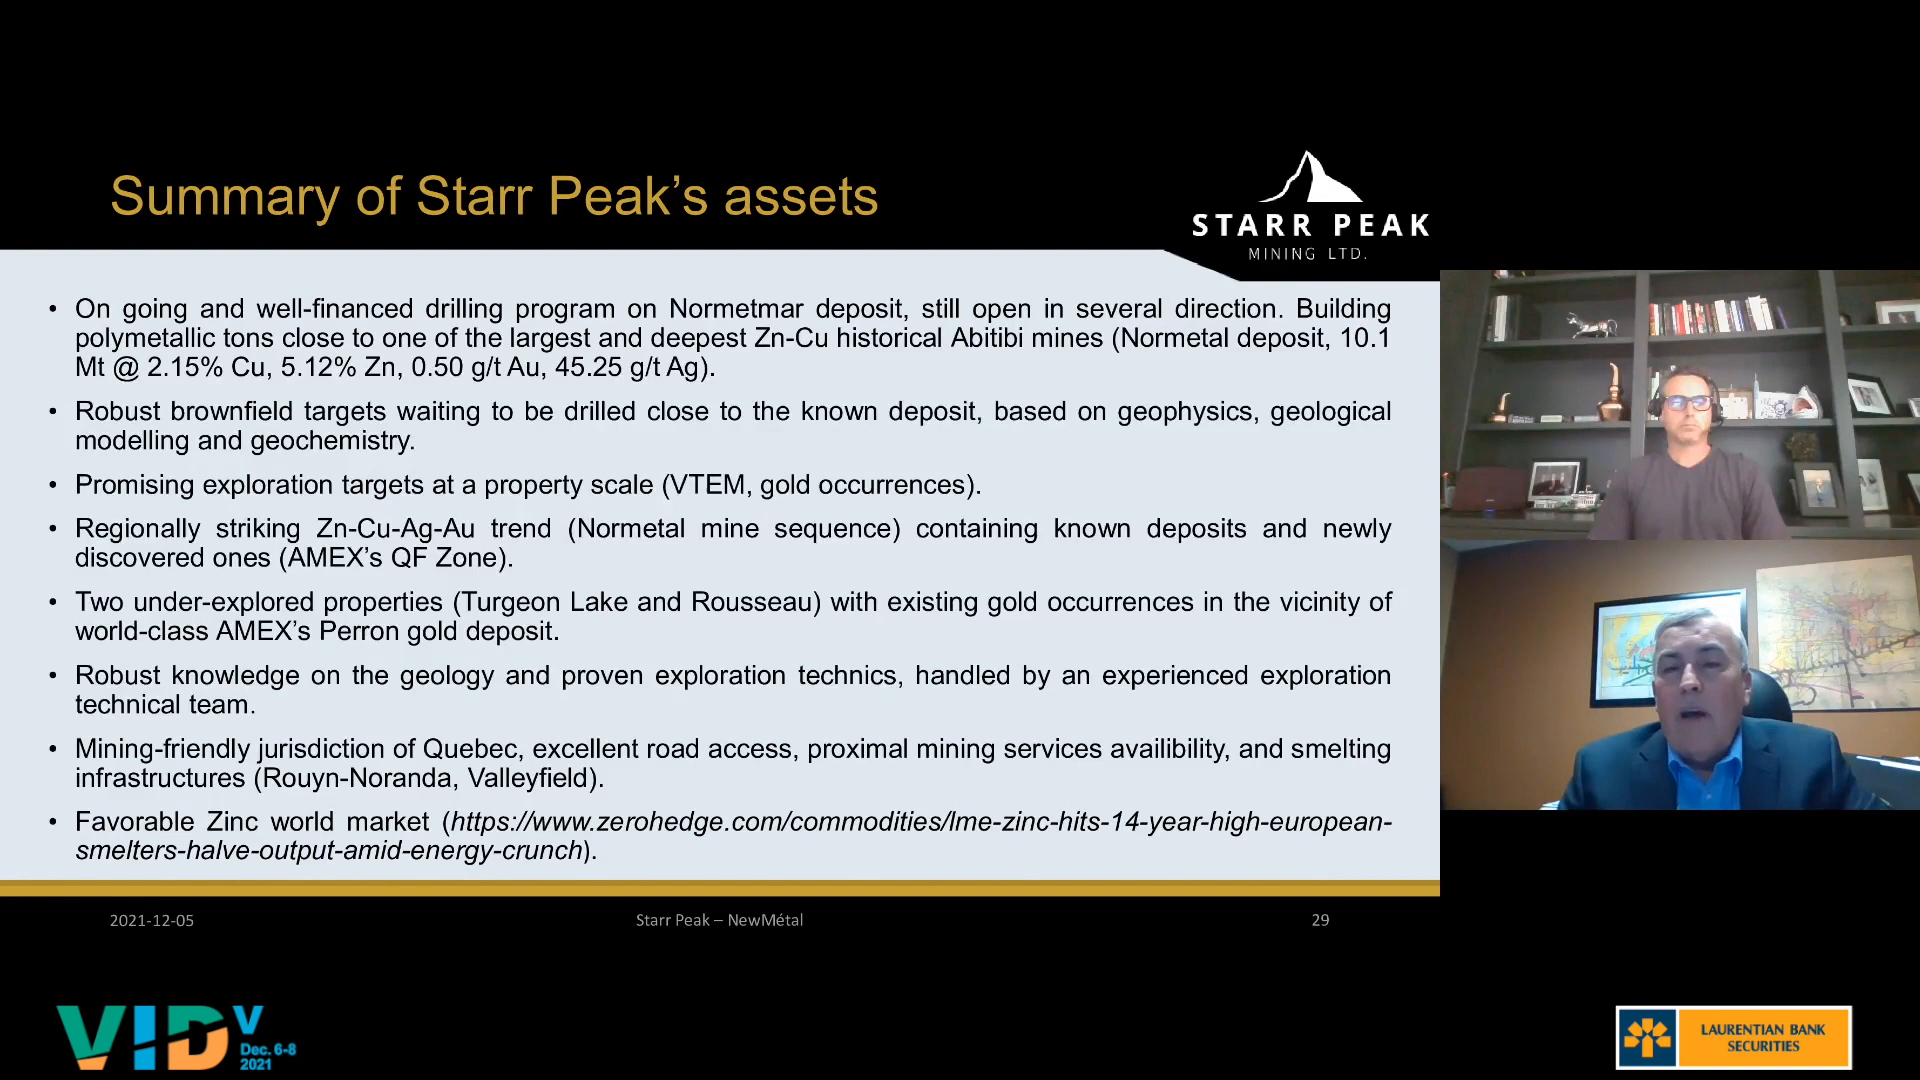 Summary of Starr Peak’s assets
STARR PEAK
MINING LTD.
• On going and well-financed drilling program on Normetmar deposit, still open in several direction. Building
polymetallic tons close to one of the largest and deepest Zn-Cu historical Abitibi mines (Normetal deposit, 10.1
Mt @ 2.15% Cu, 5.12% Zn, 0.50 g/t Au, 45.25 g/t Ag).
• Robust brownfield targets waiting to be drilled close to the known deposit, based on geophysics, geological
modelling and geochemistry.
• Promising exploration targets at a property scale (VTEM, gold occurrences).
• Regionally striking Zn-Cu-Ag-Au trend (Normetal mine sequence) containing known deposits and newly
discovered ones (AMEX’s QF Zone).
• Two under-explored properties (Turgeon Lake and Rousseau) with existing gold occurrences in the vicinity of
world-class AMEX’s Perron gold deposit.
• Robust knowledge on the geology and proven exploration technics, handled by an experienced exploration
technical team.
• Mining-friendly jurisdiction of Quebec, excellent road access, proximal mining services availibility, and smelting
infrastructures (Rouyn-Noranda, Valleyfield).
• Favorable Zinc world market (https://www.zerohedge.com/commodities/lme-zinc-hits-14-year-high-european-
smelters-halve-output-amid-energy-crunch).
2021-12-05
Starr Peak – NewMétal
29
VID V
Dec. 6-8
2021
LAURENTIAN BANK
SECURITIES